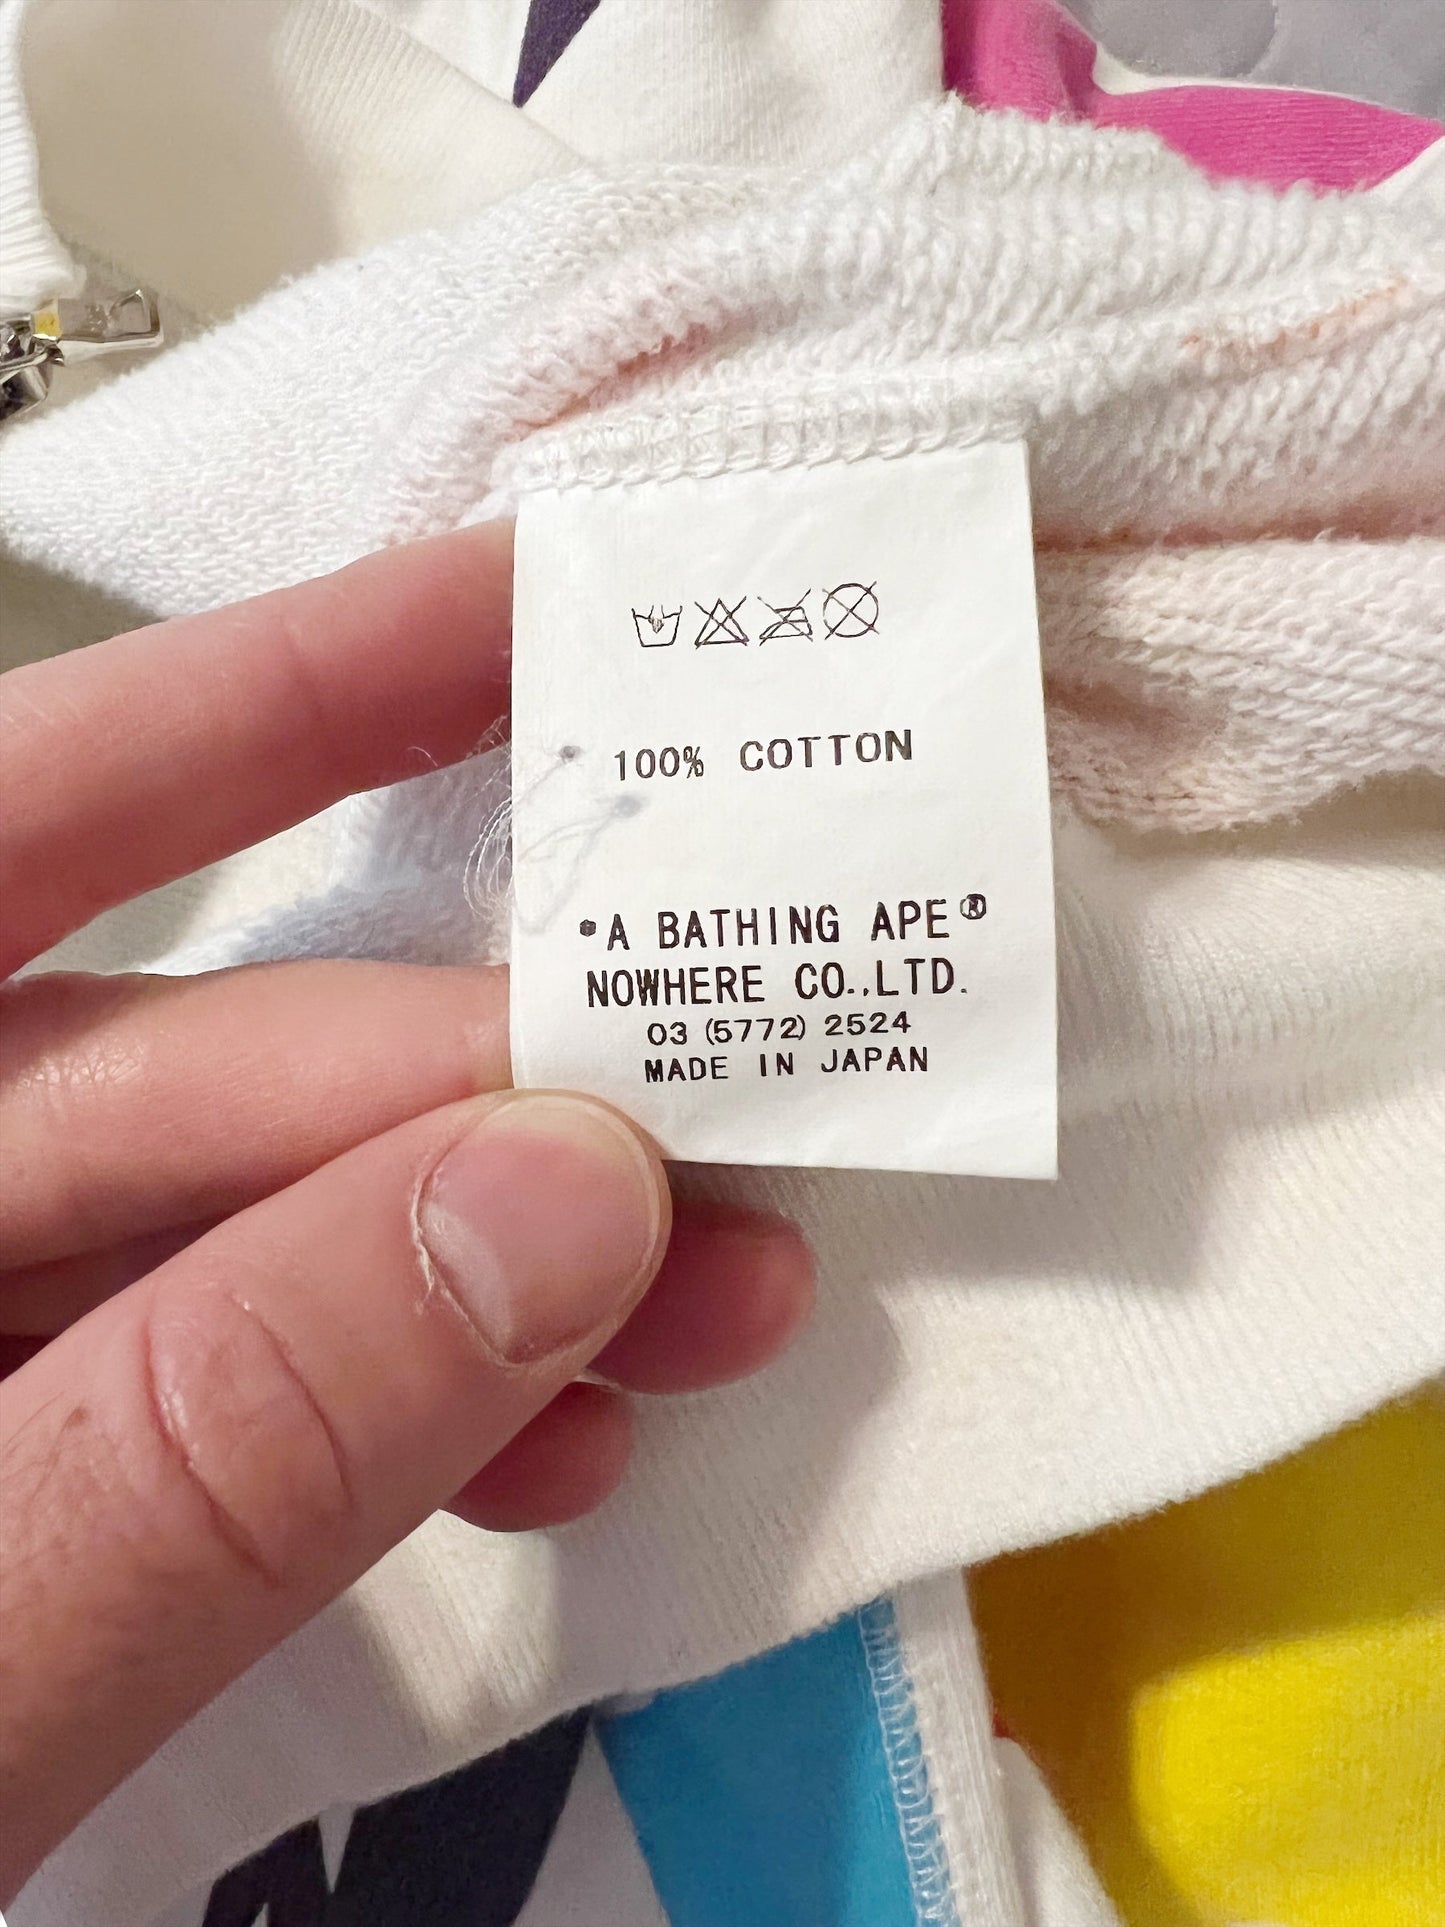 100% COTTON
*A BATHING APE®
NOWHERE CO.,LTD.
03 (5772) 2524
MADE IN JAPAN